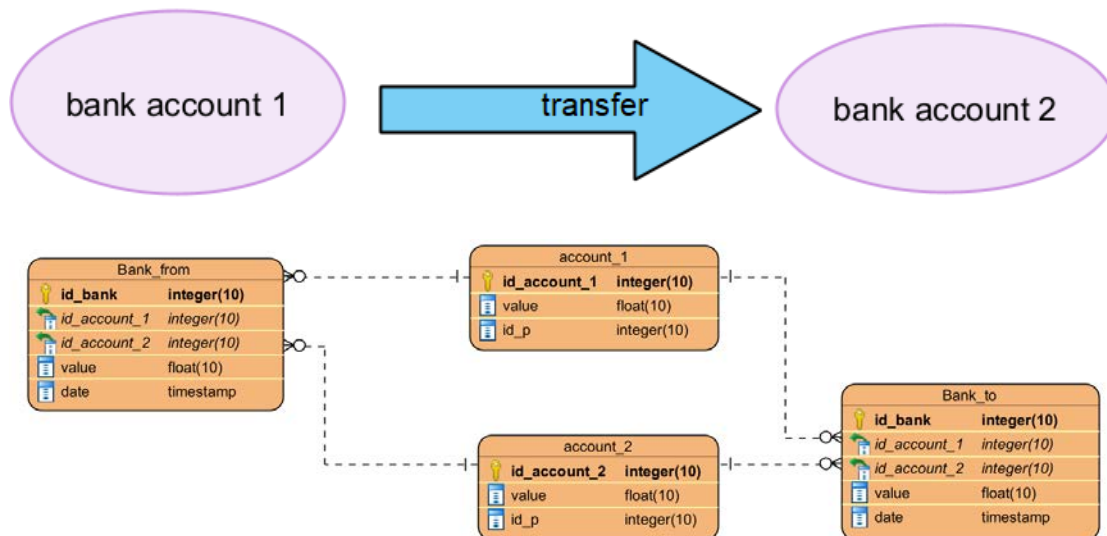 bank account 1
transfer
bank account 2
Bank_from
id_bank integer(10)
id_account_1 integer(10)
id_account_2 integer(10)
value float(10)
date timestamp
account_1
id_account_1 integer(10)
value float(10)
id_p integer(10)
account_2
id_account_2 integer(10)
value float(10)
id_p integer(10)
Bank_to
id_bank integer(10)
id_account_1 integer(10)
id_account_2 integer(10)
value float(10)
date timestamp